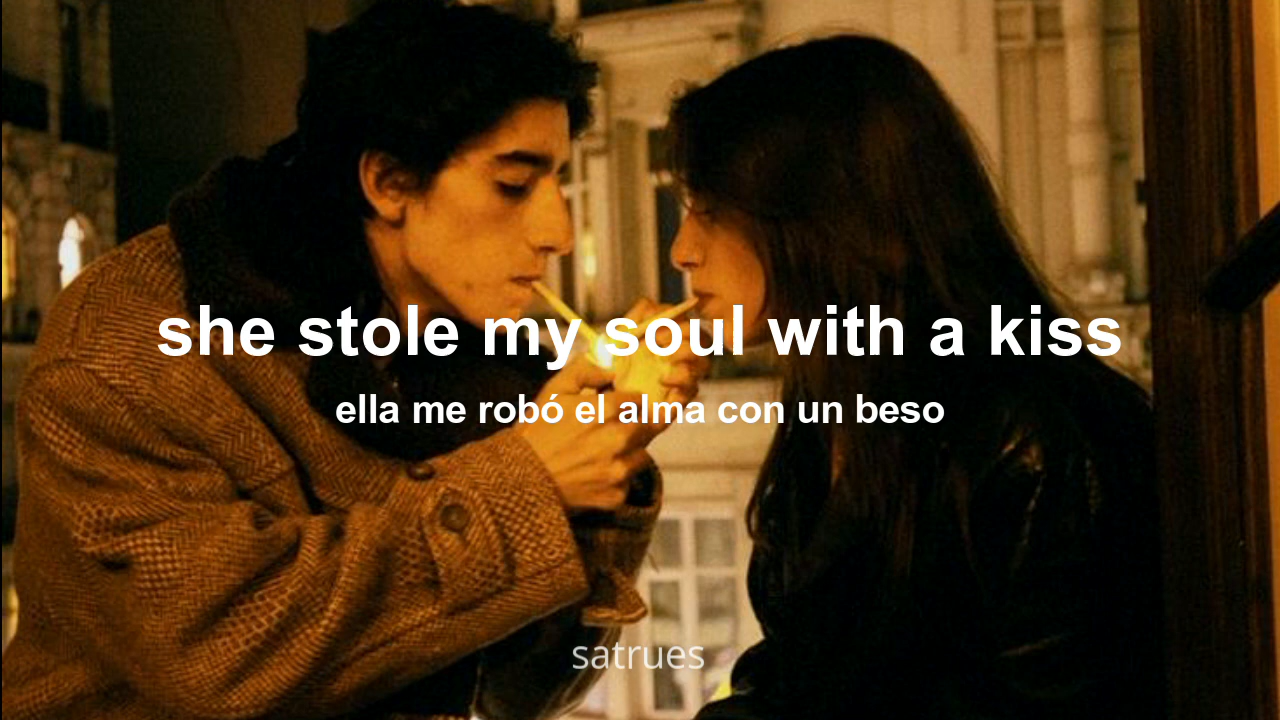 she stole my soul with a kiss
ella me robó el alma con un beso
satrues